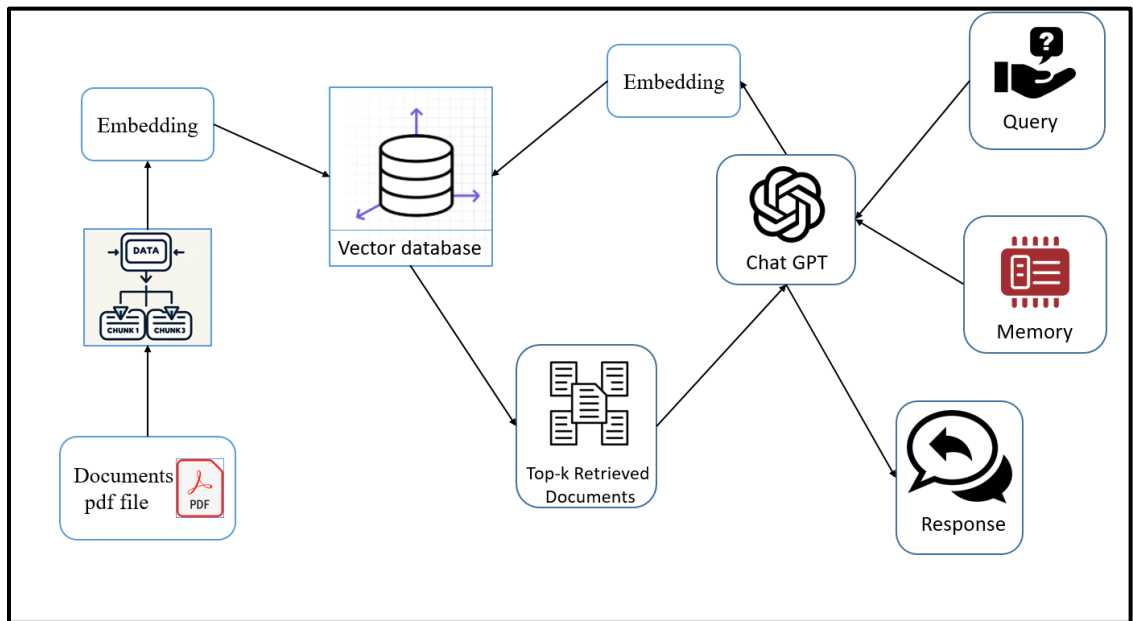 Embedding
Embedding
Query
Vector database
Chat GPT
DATA
CHUNK 1
CHUNK 3
Memory
Documents
pdf file
PDF
Top-k Retrieved
Documents
Response
?